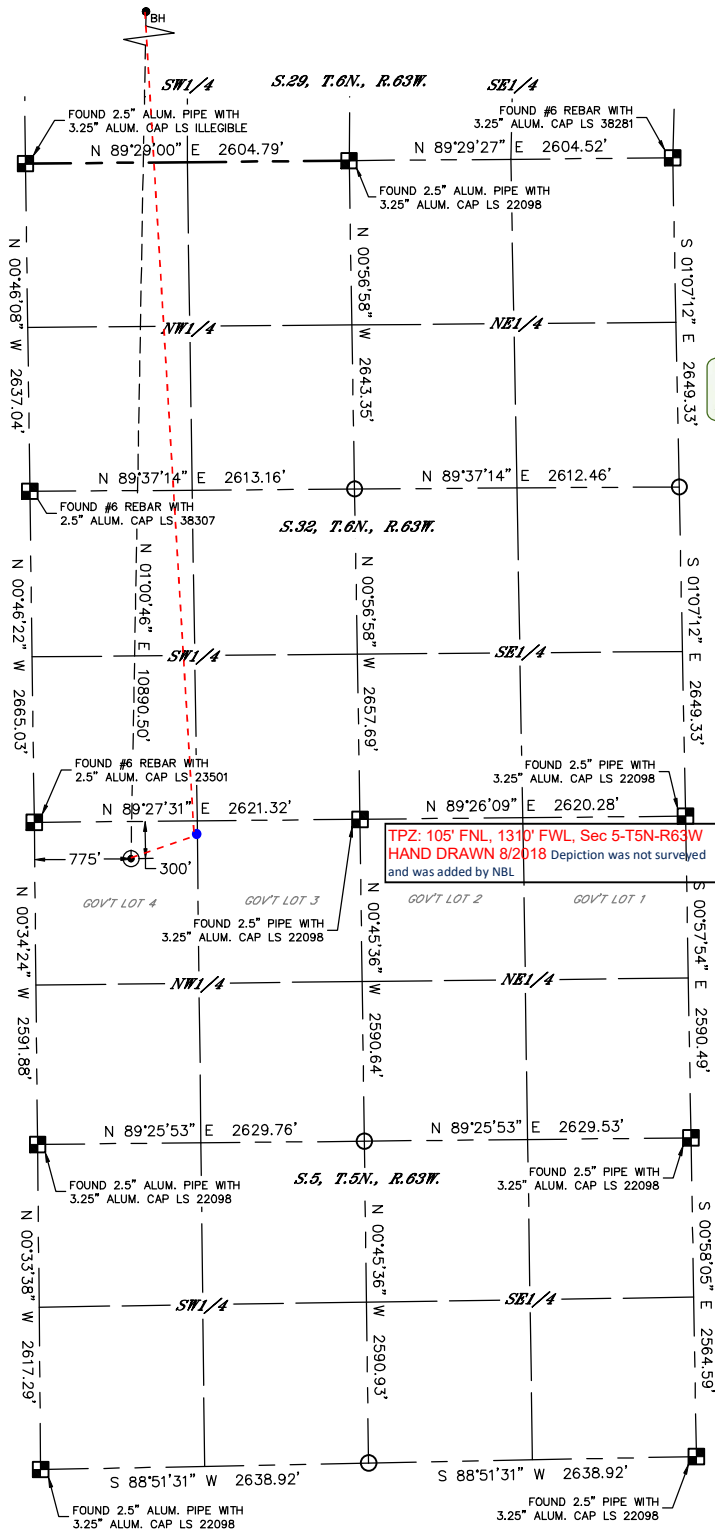 BH
SW1/4
S.29, T.6N., R.63W.
SE1/4
FOUND 2.5" ALUM. PIPE WITH
3.25" ALUM. CAP LS ILLEGIBLE
FOUND #6 REBAR WITH
3.25" ALUM. CAP LS 38281
N 89°29'00" E 2604.79'
N 89°29'27" E 2604.52'
FOUND 2.5" ALUM. PIPE WITH
3.25" ALUM. CAP LS 22098
N 00°46'08" W 2637.04'
N 00°56'58" W 2643.35'
S 01°07'12" E 2649.33'
NW1/4
NE1/4
N 89°37'14" E 2613.16'
N 89°37'14" E 2612.46'
FOUND #6 REBAR WITH
2.5" ALUM. CAP LS 38307
S.32, T.6N., R.63W.
N 00°46'22" W 2665.03'
N 01°00'46" E 10890.50'
N 00°56'58" W 2657.69'
S 01°07'12" E 2649.33'
SW1/4
SE1/4
FOUND #6 REBAR WITH
2.5" ALUM. CAP LS 23501
FOUND 2.5" PIPE WITH
3.25" ALUM. CAP LS 22098
N 89°27'31" E 2621.32'
N 89°26'09" E 2620.28'
TPZ: 105' FNL, 1310' FWL, Sec 5-T5N-R63W
HAND DRAWN 8/2018 Depiction was not surveyed
and was added by NBL
775'
300'
GOV'T LOT 4
GOV'T LOT 3
GOV'T LOT 2
GOV'T LOT 1
FOUND 2.5" PIPE WITH
3.25" ALUM. CAP LS 22098
N 00°34'24" W 2591.88'
N 00°45'36" W 2590.64'
S 00°57'54" E 2590.49'
NW1/4
NE1/4
N 89°25'53" E 2629.76'
N 89°25'53" E 2629.53'
FOUND 2.5" ALUM. PIPE WITH
3.25" ALUM. CAP LS 22098
S.5, T.5N., R.63W.
FOUND 2.5" PIPE WITH
3.25" ALUM. CAP LS 22098
N 00°33'38" W 2617.29'
N 00°45'36" W 2590.93'
S 00°58'05" E 2564.59'
SW1/4
SE1/4
S 88°51'31" W 2638.92'
S 88°51'31" W 2638.92'
FOUND 2.5" ALUM. PIPE WITH
3.25" ALUM. CAP LS 22098
FOUND 2.5" PIPE WITH
3.25" ALUM. CAP LS 22098